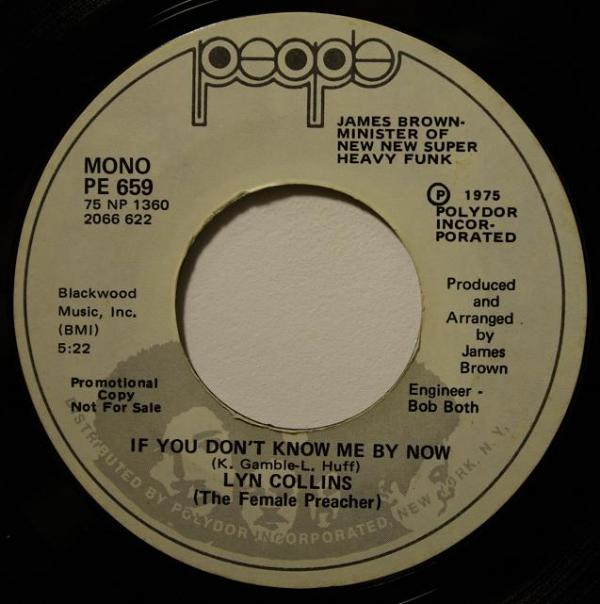 people
JAMES BROWN-
MINISTER OF
NEW NEW SUPER
HEAVY FUNK
MONO
PE 659
75 NP 1360
2066 622
Ⓟ 1975
POLYDOR
INCOR-
PORATED
Blackwood
Music, Inc.
(BMI)
5:22
Produced
and
Arranged
by
James
Brown
Promotional
Copy
Not For Sale
Engineer -
Bob Both
IF YOU DON'T KNOW ME BY NOW
(K. Gamble-L. Huff)
LYN COLLINS
(The Female Preacher)
DISTRIBUTED BY POLYDOR INCORPORATED, NEW YORK, N.Y.